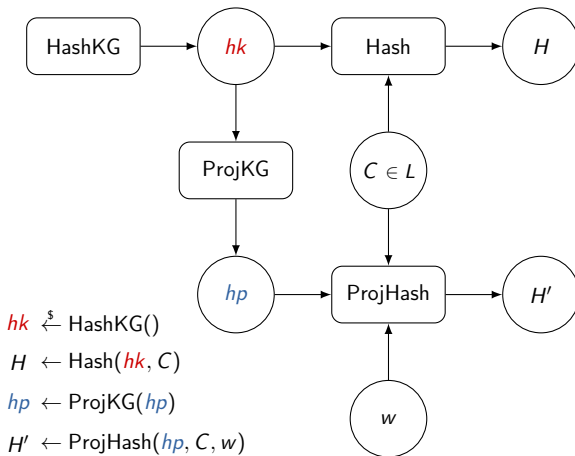 HashKG hk Hash H
ProjKG C ∈ L
hp ProjHash H′
hk ←$ HashKG()
H ← Hash(hk, C)
hp ← ProjKG(hp)
w
H′ ← ProjHash(hp, C, w)